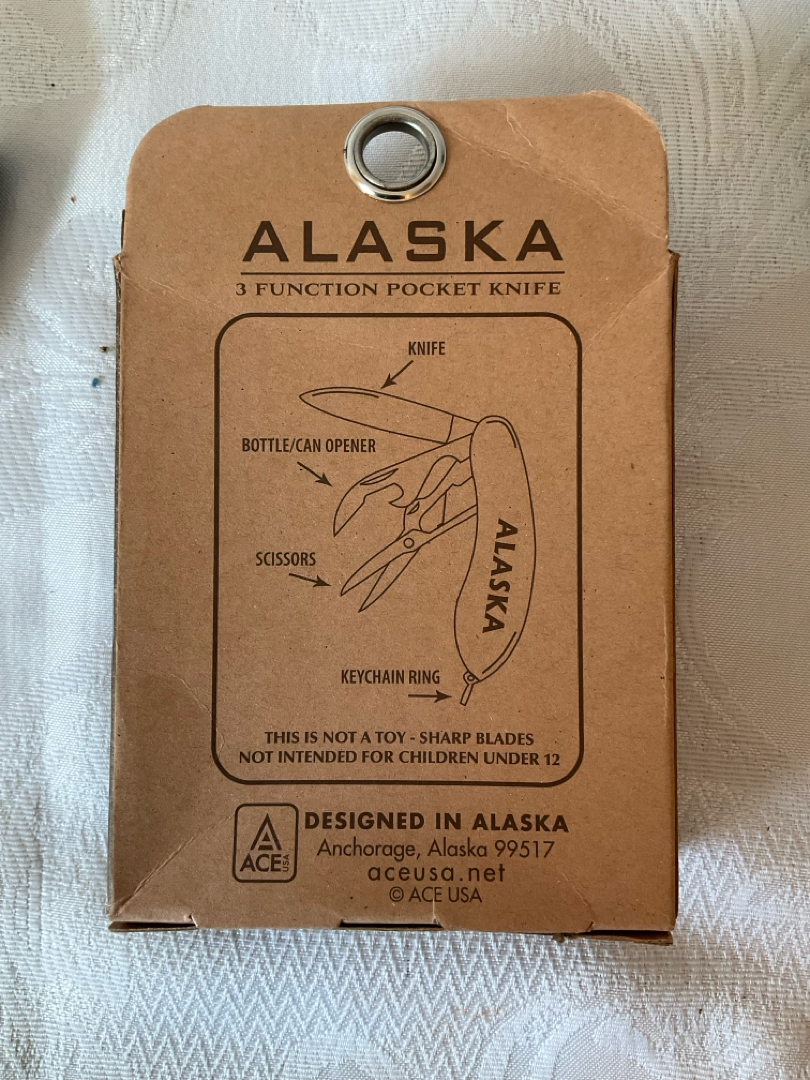 ALASKA
3 FUNCTION POCKET KNIFE
KNIFE
BOTTLE/CAN OPENER
SCISSORS
ALASKA
KEYCHAIN RING
THIS IS NOT A TOY - SHARP BLADES
NOT INTENDED FOR CHILDREN UNDER 12
ACE USA
DESIGNED IN ALASKA
Anchorage, Alaska 99517
aceusa.net
© ACE USA